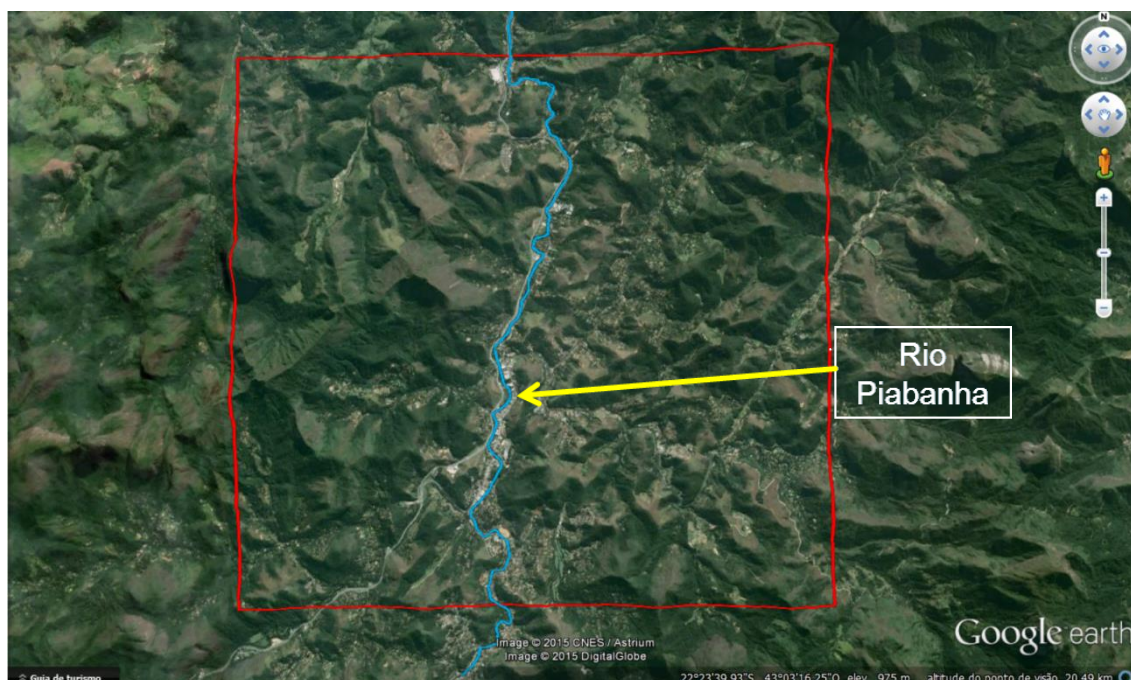 N
Rio
Piabanha
Image © 2015 CNES / Astrium
Image © 2015 DigitalGlobe
Google earth
Guia de turismo
22°23'39.93"S 43°03'16.25"O elev 975 m altitude do ponto de visão 20.49 km